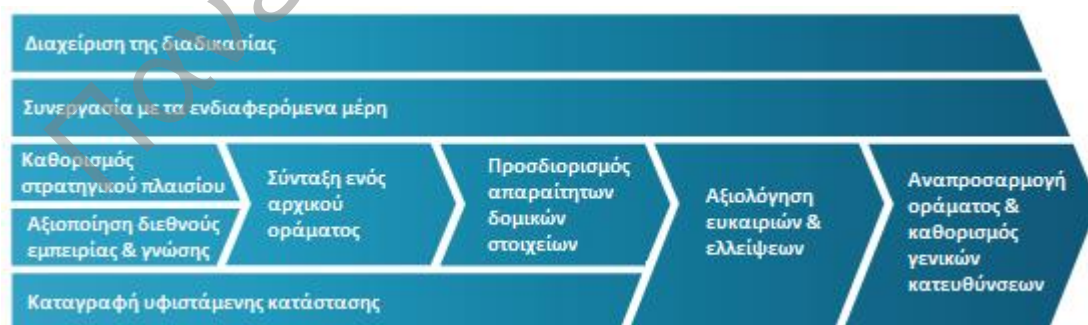 Διαχείριση της διαδικασίας
Συνεργασία με τα ενδιαφερόμενα μέρη
Καθορισμός
στρατηγικού πλαισίου
Αξιοποίηση διεθνούς
εμπειρίας & γνώσης
Σύνταξη ενός
αρχικού
οράματος
Προσδιορισμός
απαραίτητων
δομικών
στοιχείων
Καταγραφή υφιστάμενης κατάστασης
Αξιολόγηση
ευκαιριών &
ελλείψεων
Αναπροσαρμογή
οράματος &
καθορισμός
γενικών
κατευθύνσεων